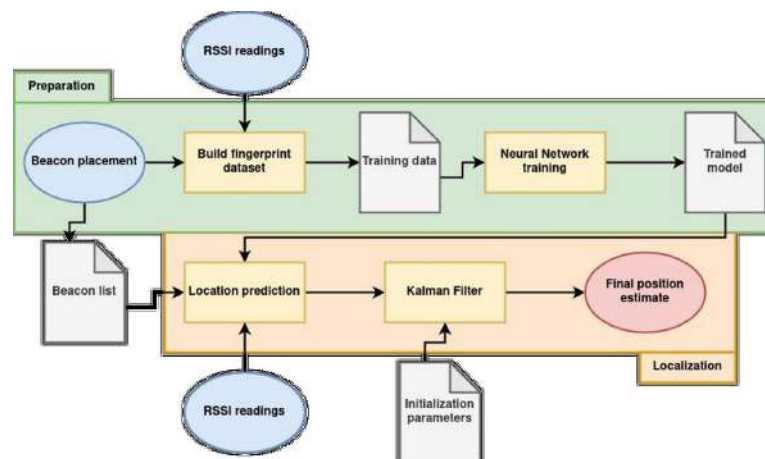 RSSI readings
Preparation
Beacon placement
Build fingerprint
dataset
Training data
Neural Network
training
Trained
model
Beacon list
Location prediction
Kalman Filter
Final position
estimate
Localization
RSSI readings
Initialization
parameters